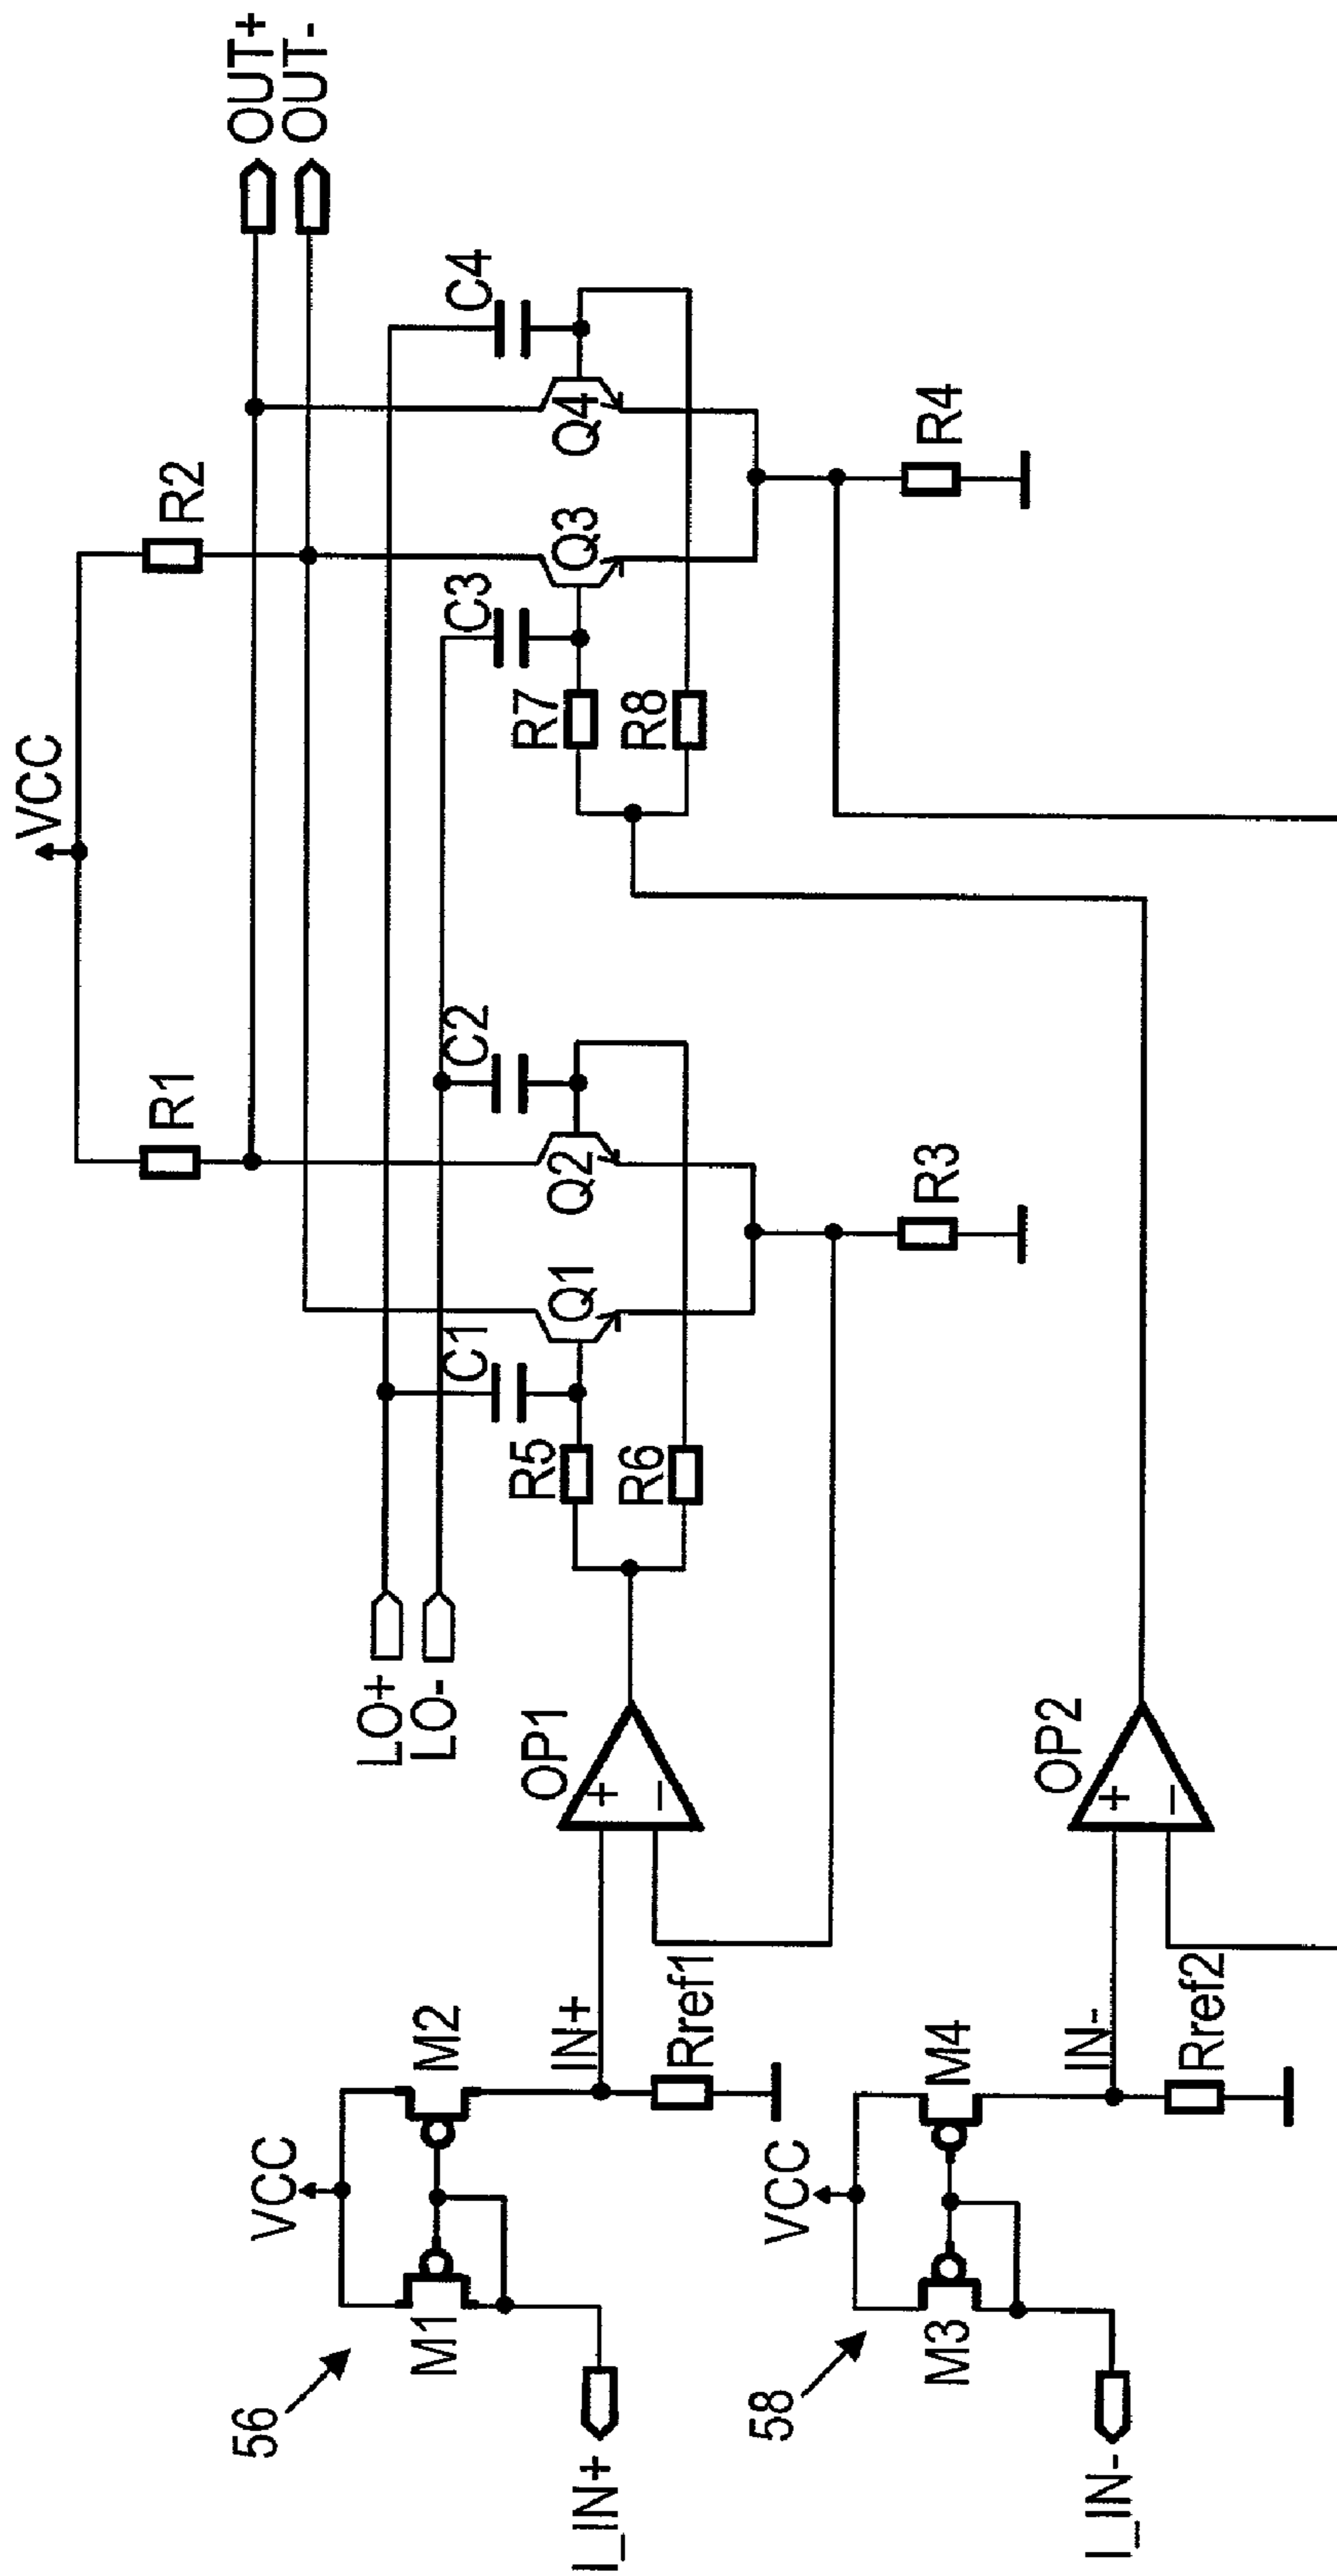 VCC
R1
R2
OUT+
OUT-
LO+
LO-
C1
C2
C3
C4
Q1
Q2
Q3
Q4
R5
R6
R7
R8
R3
R4
OP1
+
−
56
VCC
M1
M2
I_IN+
IN+
Rref1
OP2
+
−
58
VCC
M3
M4
I_IN-
IN-
Rref2